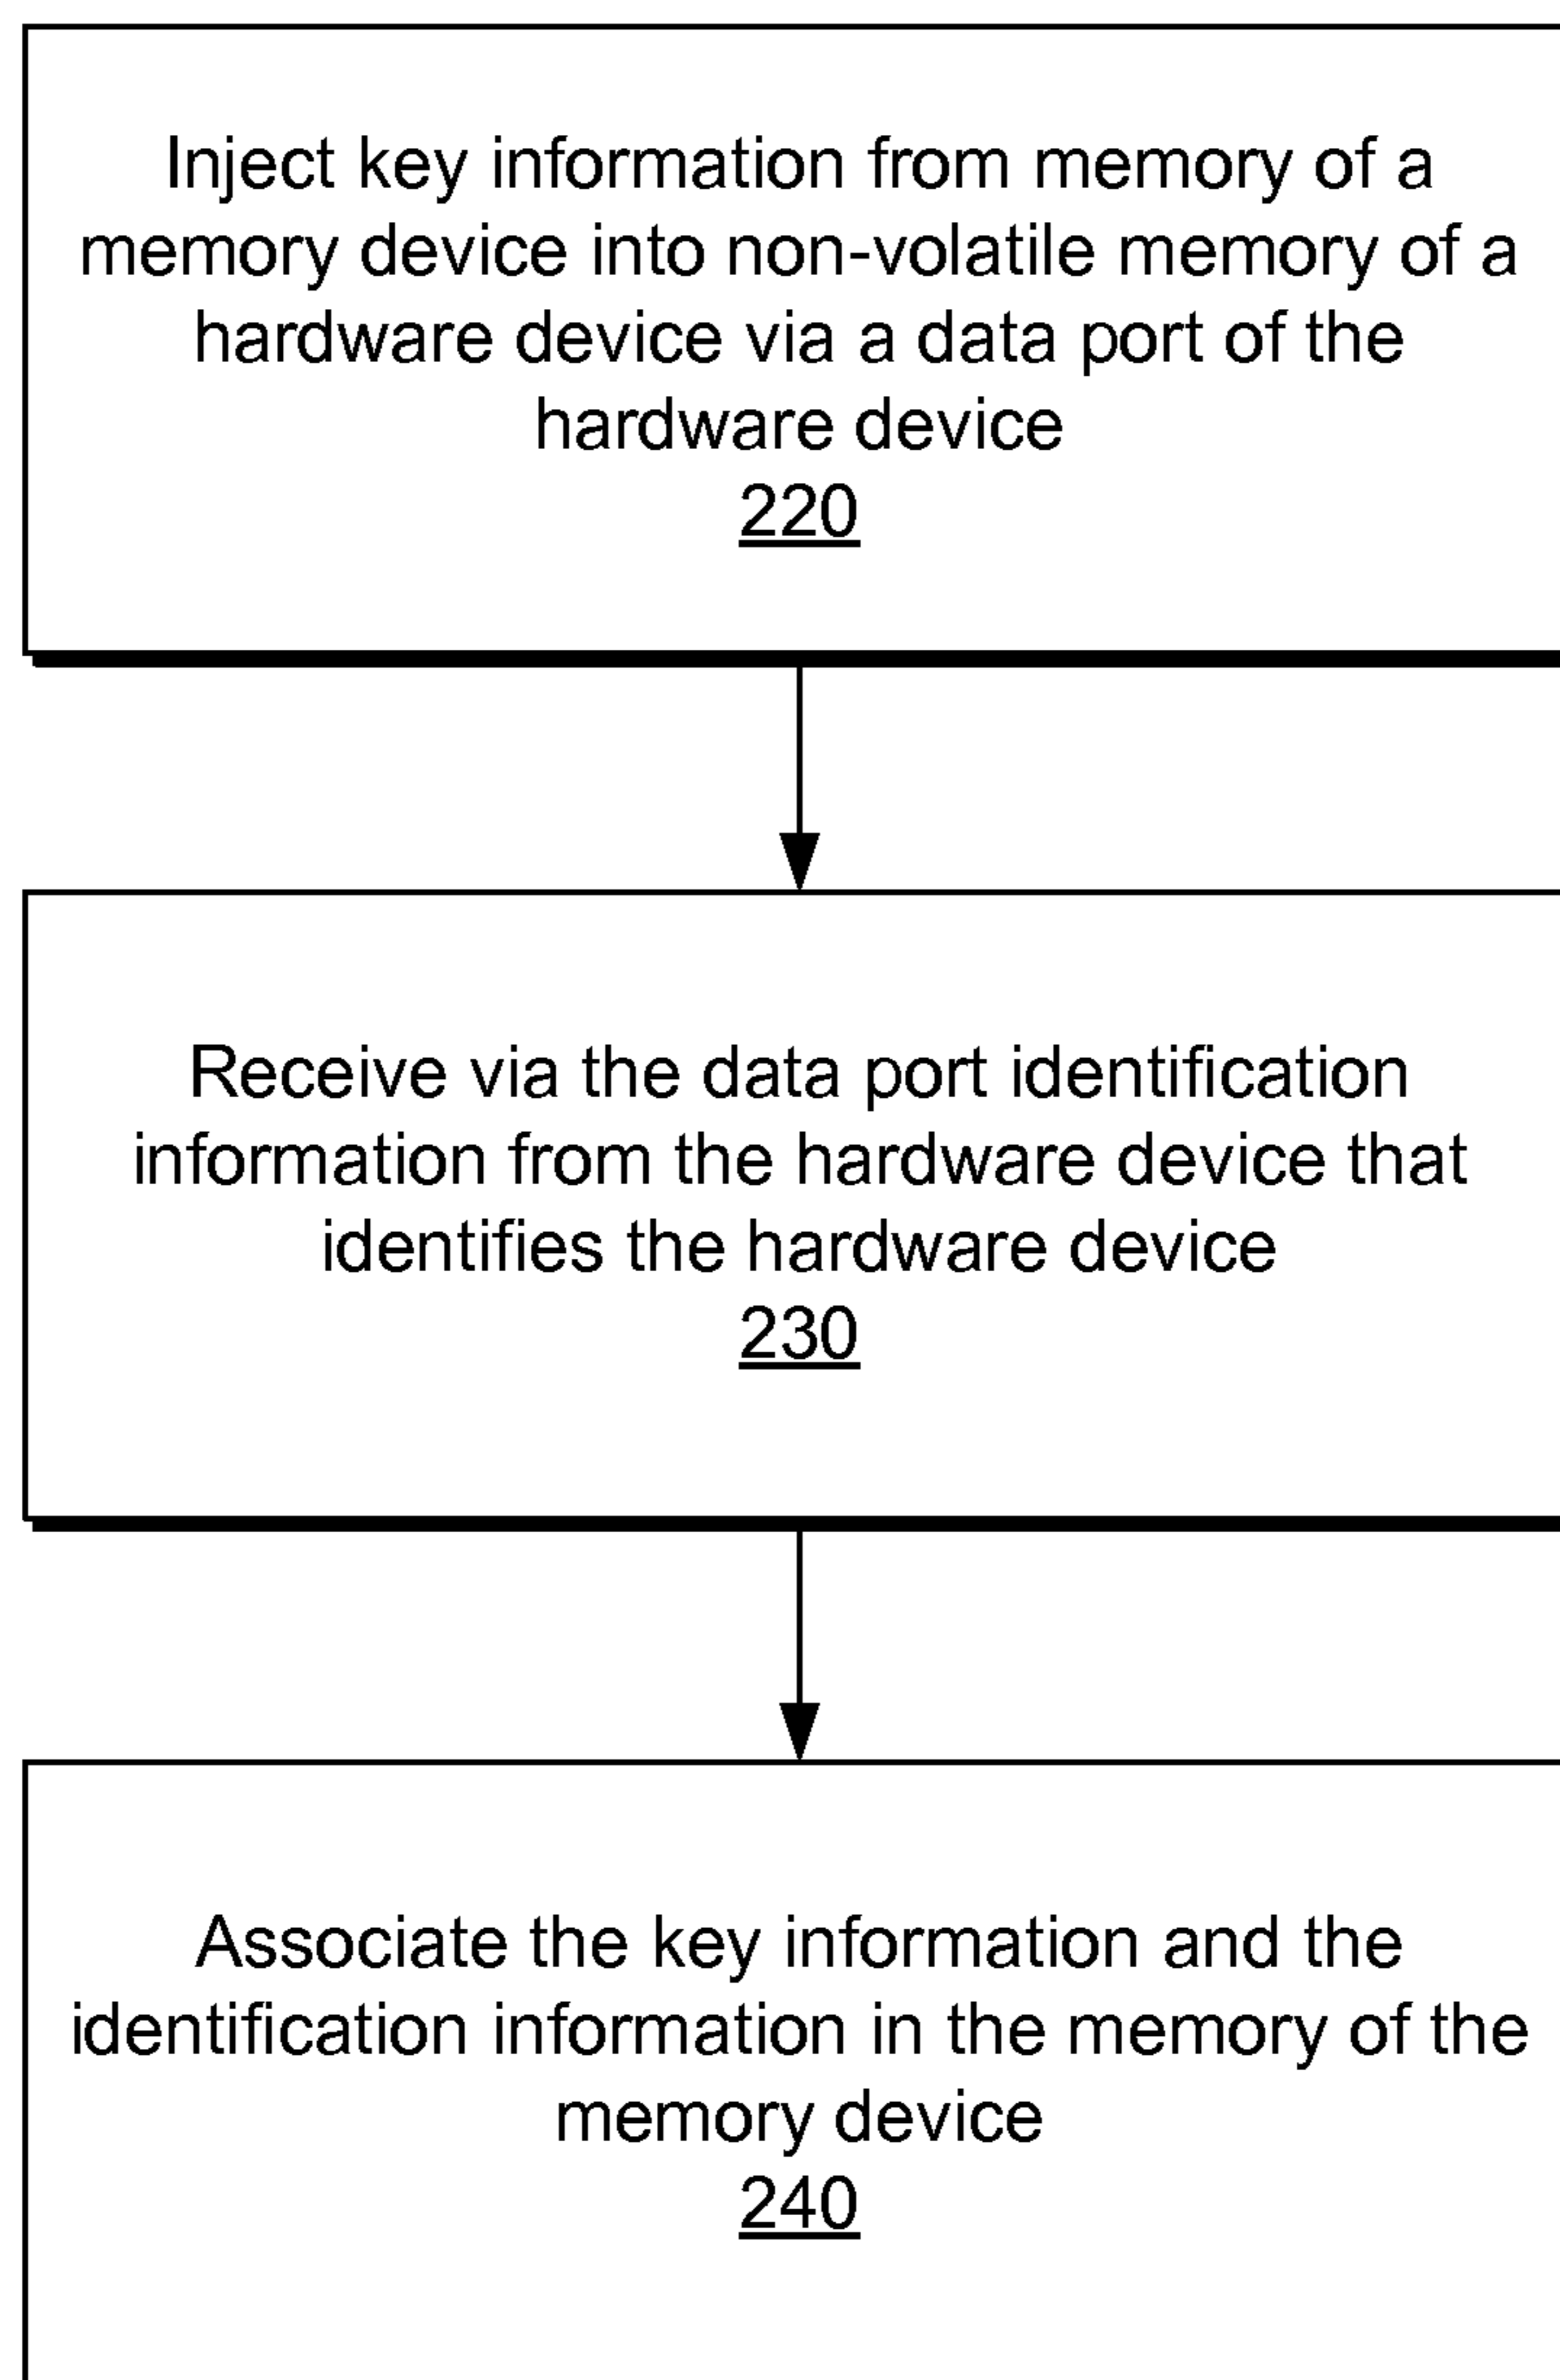 Inject key information from memory of a
memory device into non-volatile memory of a
hardware device via a data port of the
hardware device
220
Receive via the data port identification
information from the hardware device that
identifies the hardware device
230
Associate the key information and the
identification information in the memory of the
memory device
240